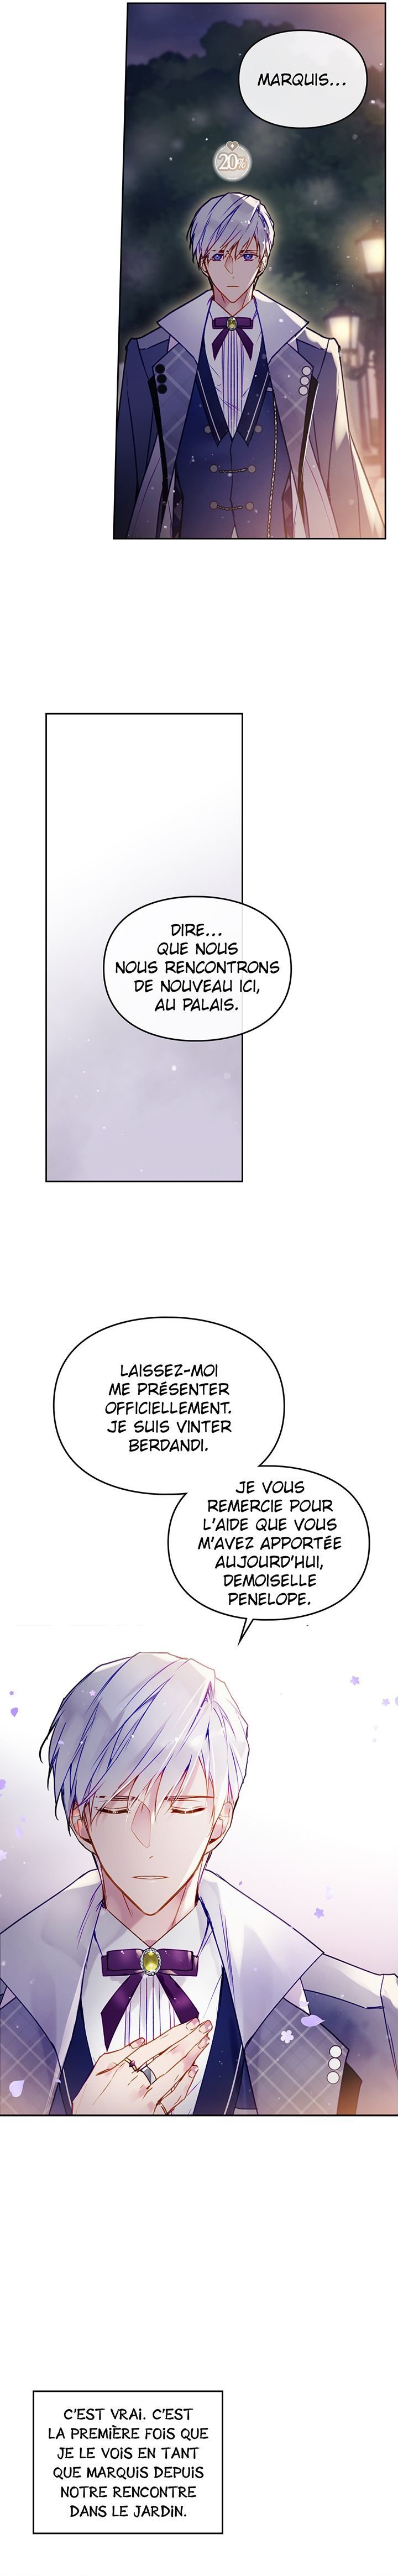 MARQUIS...
20%
DIRE...
QUE NOUS
NOUS RENCONTRONS
DE NOUVEAU ICI,
AU PALAIS.
LAISSEZ-MOI
ME PRÉSENTER
OFFICIELLEMENT.
JE SUIS VINTER
BERDANDI.
JE VOUS
REMERCIE POUR
L'AIDE QUE VOUS
M'AVEZ APPORTÉE
AUJOURD'HUI,
DEMOISELLE
PENELOPE.
C'EST VRAI. C'EST
LA PREMIÈRE FOIS QUE
JE LE VOIS EN TANT
QUE MARQUIS DEPUIS
NOTRE RENCONTRE
DANS LE JARDIN.